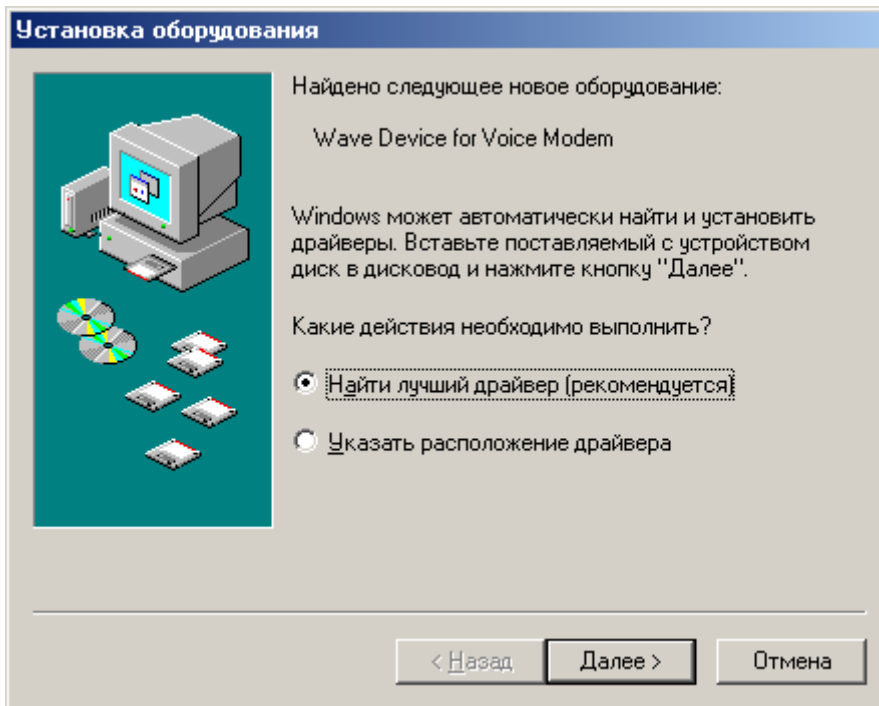 Установка оборудования
Найдено следующее новое оборудование:
Wave Device for Voice Modem
Windows может автоматически найти и установить
драйверы. Вставьте поставляемый с устройством
диск в дисковод и нажмите кнопку "Далее".
Какие действия необходимо выполнить?
Найти лучший драйвер (рекомендуется)
Указать расположение драйвера
< Назад
Далее >
Отмена